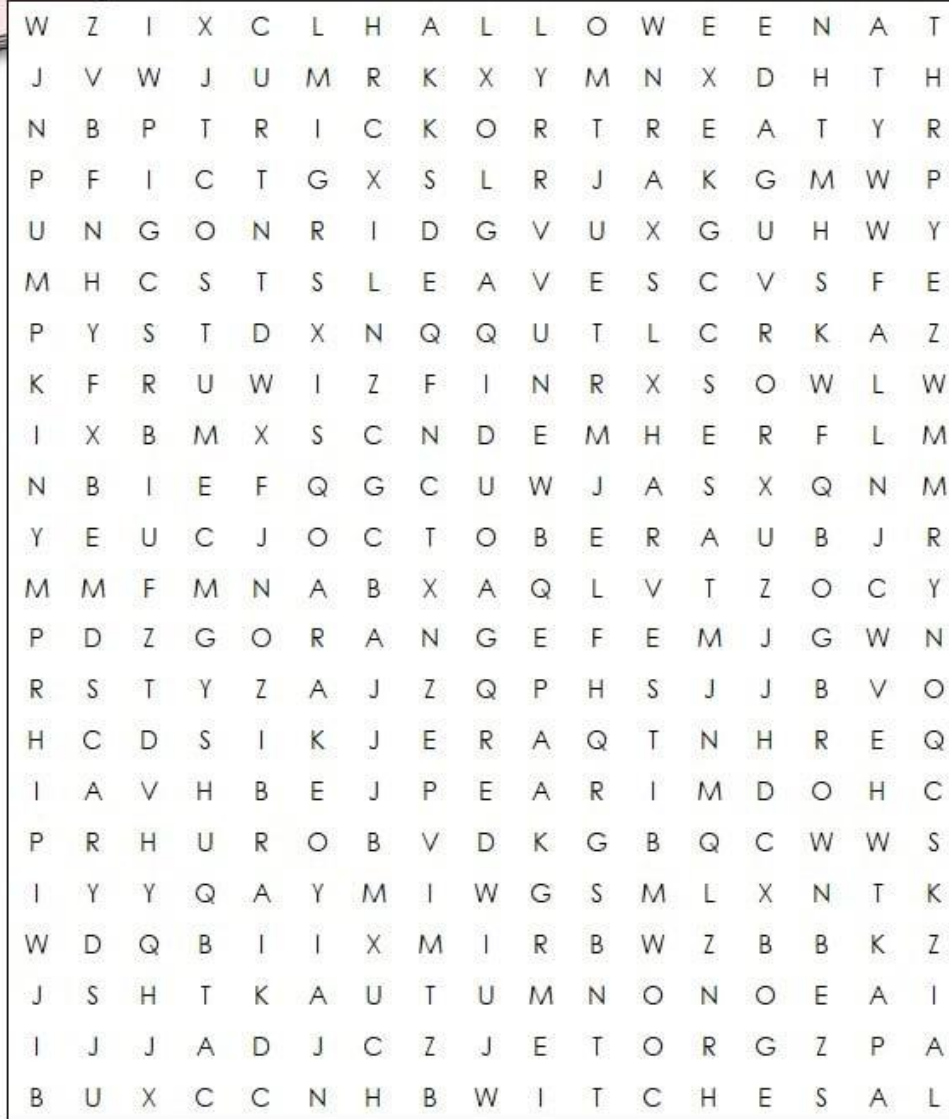 W Z I X C L H A L L O W E E N A T
J V W J U M R K X Y M N X D H T H
N B P T R I C K O R T R E A T Y R
P F I C T G X S L R J A K G M W P
U N G O N R I D G V U X G U H W Y
M H C S T S L E A V E S C V S F E
P Y S T D X N Q Q U T L C R K A Z
K F R U W I Z F I N R X S O W L W
I X B M X S C N D E M H E R F L M
N B I E F Q G C U W J A S X Q N M
Y E U C J O C T O B E R A U B J R
M M F M N A B X A Q L V T Z O C Y
P D Z G O R A N G E F E M J G W N
R S T Y Z A J Z Q P H S J J B V O
H C D S I K J E R A Q T N H R E Q
I A V H B E J P E A R I M D O H C
P R H U R O B V D K G B Q C W W S
I Y Y Q A Y M I W G S M L X N T K
W D Q B I I X M I R B W Z B B K Z
J S H T K A U T U M N O N O E A I
I J J A D J C Z J E T O R G Z P A
B U X C C N H B W I T C H E S A L